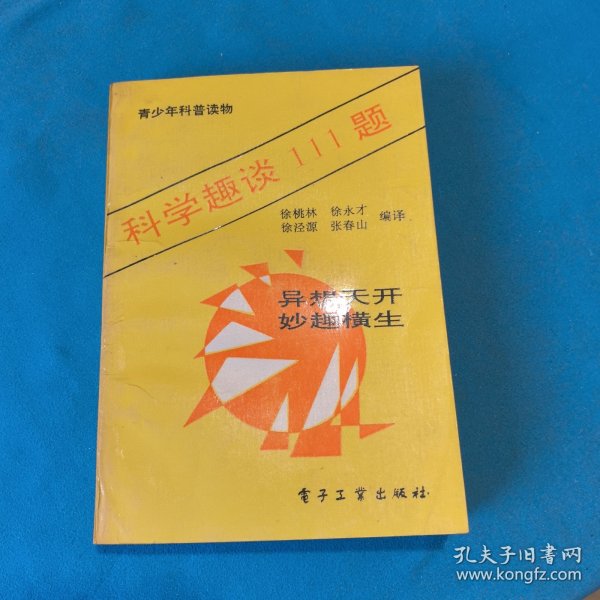 青少年科普读物
科学趣谈111题
徐桃林 徐永才
徐泾源 张春山 编译
异想天开
妙趣横生
電子工業出版社
孔夫子旧书网
www.kongfz.com